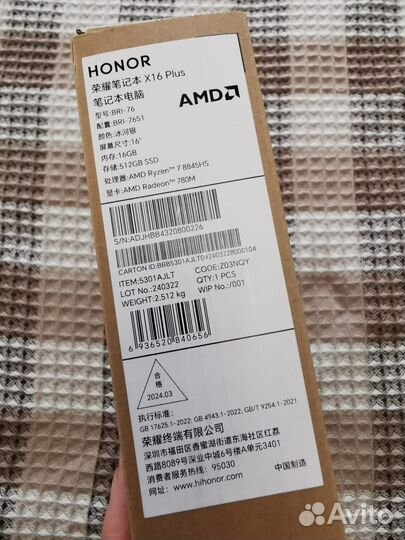 HONOR
荣耀笔记本 X16 Plus
笔记本电脑
AMD
型号:BRI-76
配置:BRI-76S1
颜色:冰河银
屏幕尺寸:16"
内存:16GB
存储:512GB SSD
处理器:AMD Ryzen™ 7 8845HS
显卡:AMD Radeon™ 780M
S/N:ADJHBB4320800226
CARTON ID:BBB5301AJLT092403228000104
ITEM:5301AJLT CODE:Z03NQY
LOT No.:240322 QTY:1 PCS
WEIGHT:2.512 kg WIP No.:/001
6 936520 840656
合
格
2024.03
执行标准:
GB 17625.1-2022; GB 4943.1-2022; GB/T 9254.1-2021
荣耀终端有限公司
深圳市福田区香蜜湖街道东海社区红荔
西路8089号深业中城6号楼A单元3401
消费者服务热线:95030
网址:www.hihonor.com 中国制造
Avito